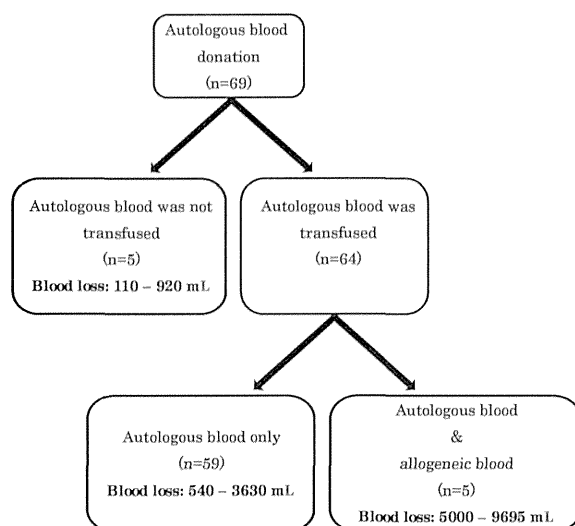 Autologous blood
donation
(n=69)
Autologous blood was not
transfused
(n=5)
Blood loss: 110 – 920 mL
Autologous blood was
transfused
(n=64)
Autologous blood only
(n=59)
Blood loss: 540 – 3630 mL
Autologous blood
&
allogeneic blood
(n=5)
Blood loss: 5000 – 9695 mL